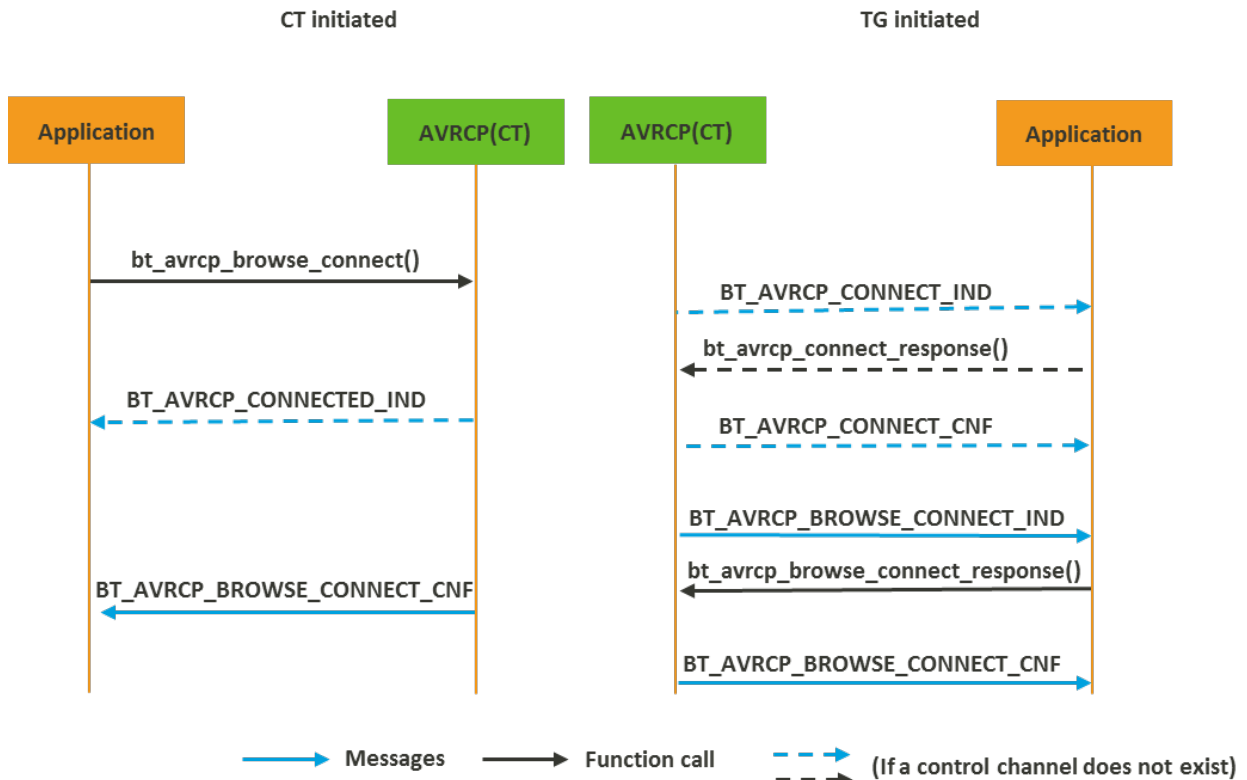 CT initiated
TG initiated
Application
AVRCP(CT)
AVRCP(CT)
Application
bt_avrcp_browse_connect()
BT_AVRCP_CONNECT_IND
bt_avrcp_connect_response()
BT_AVRCP_CONNECTED_IND
BT_AVRCP_CONNECT_CNF
BT_AVRCP_BROWSE_CONNECT_IND
bt_avrcp_browse_connect_response()
BT_AVRCP_BROWSE_CONNECT_CNF
BT_AVRCP_BROWSE_CONNECT_CNF
Messages
Function call
(If a control channel does not exist)